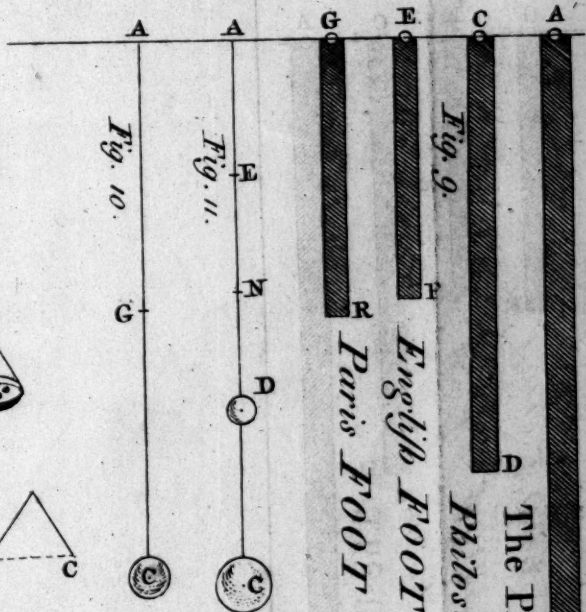 A A G E C A
Fig. 10.
Fig. 11.
Fig. 9.
E
N
G
D
C
C
R
F
D
C
Paris FOOT
Engliſh FOOT
Philos
The P